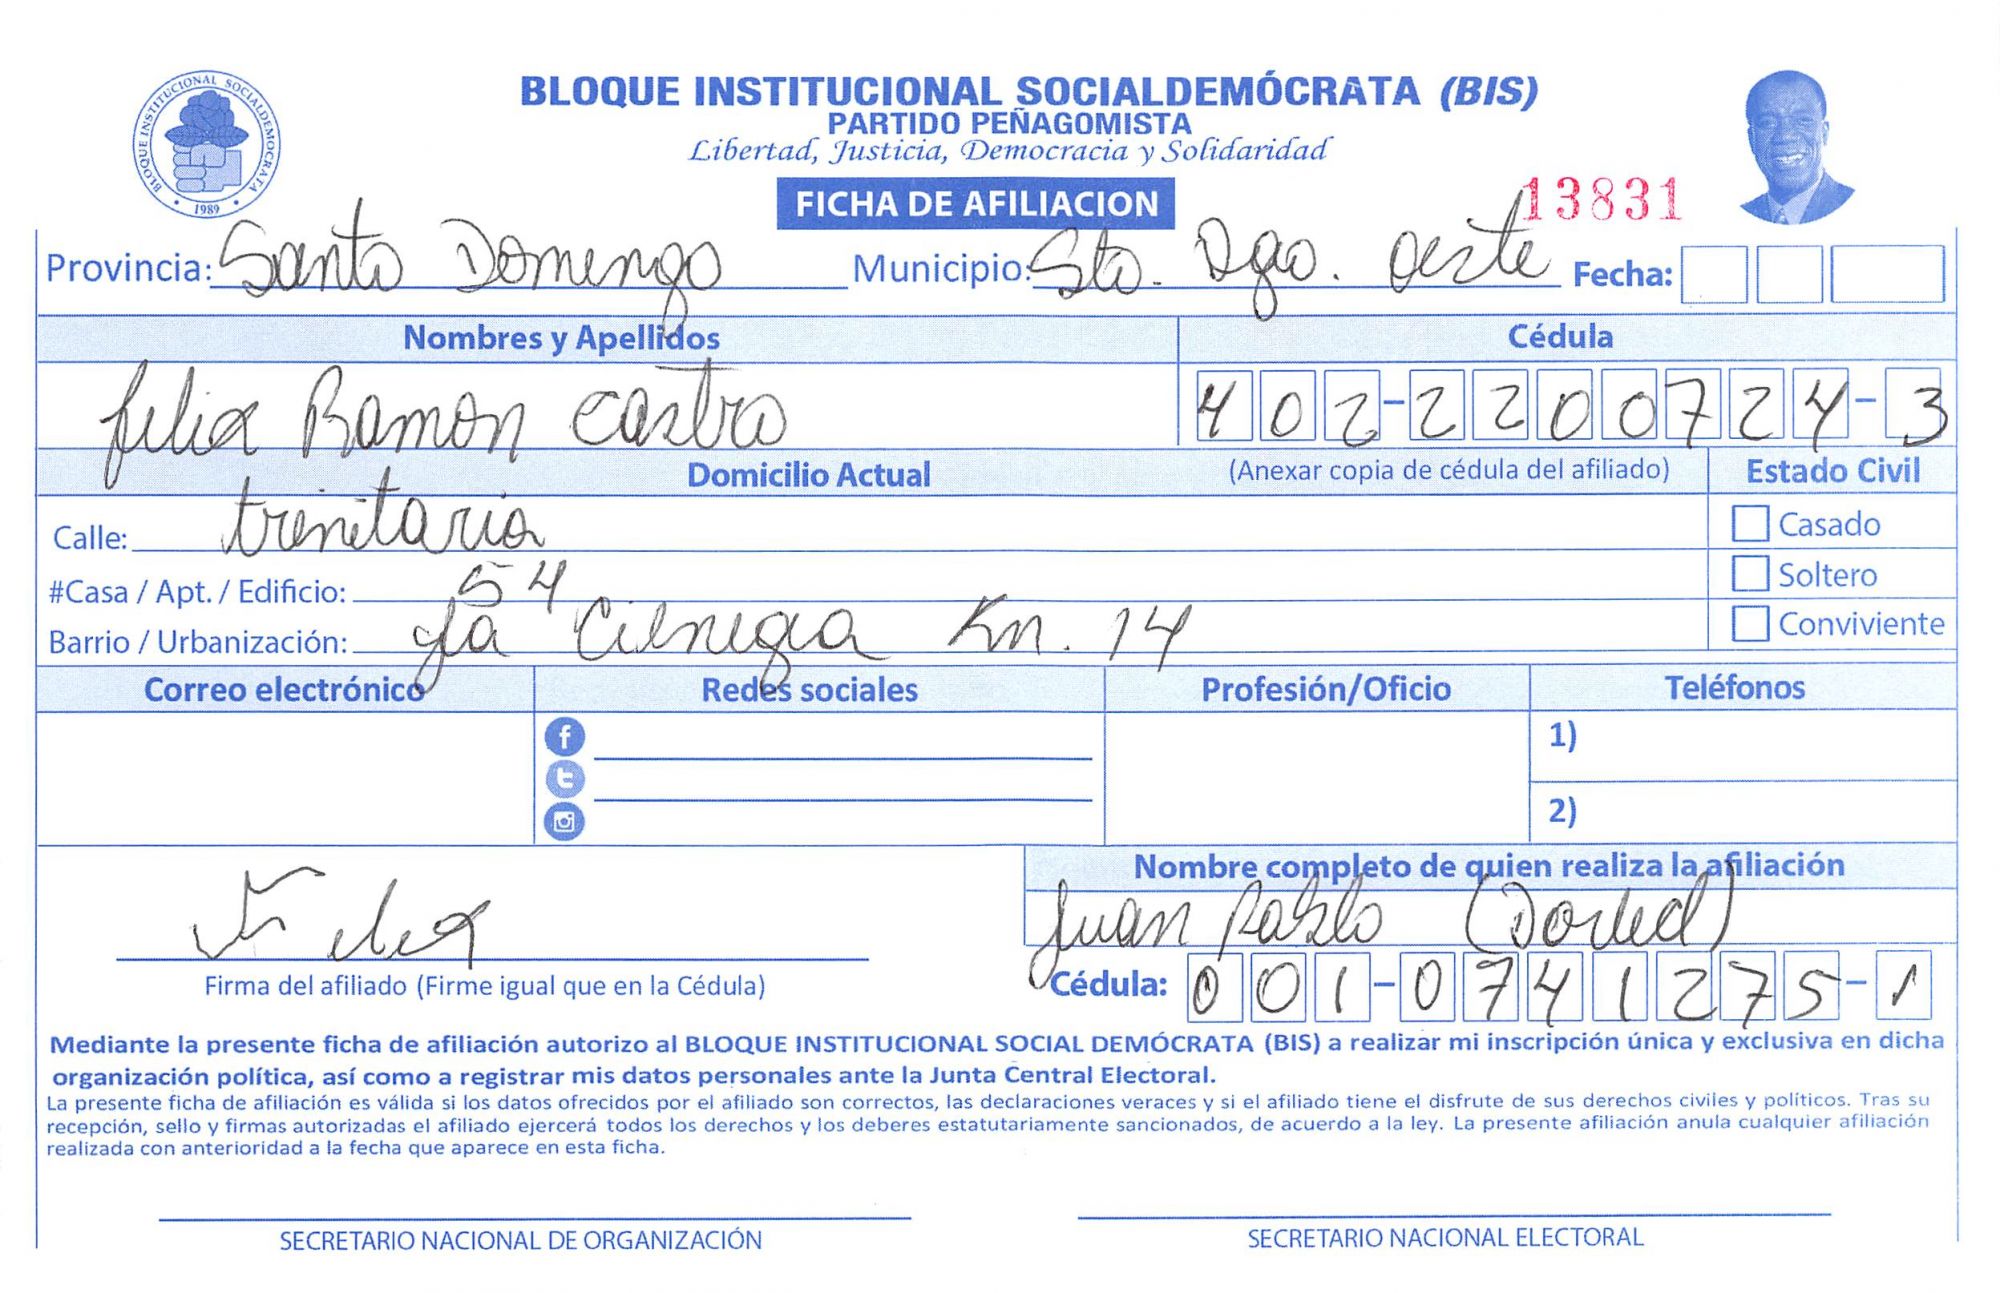 BLOQUE INSTITUCIONAL SOCIALDEMÓCRATA (BIS)
PARTIDO PEÑAGOMISTA
Libertad, Justicia, Democracia y Solidaridad
BLOQUE INSTITUCIONAL SOCIALDEMOCRATA
1989
FICHA DE AFILIACION
13831
Provincia: Santo Domingo Municipio: Sto. Dgo. oeste Fecha:
Nombres y Apellidos Cédula
felix Ramon Castro 402-2200724-3
Domicilio Actual (Anexar copia de cédula del afiliado) Estado Civil
Calle: trinitaria Casado
#Casa / Apt. / Edificio: 54 Soltero
Barrio / Urbanización: La Cienega Km. 14 Conviviente
Correo electrónico Redes sociales Profesión/Oficio Teléfonos
1)
2)
Nombre completo de quien realiza la afiliación
Felix Juan Pablo
Firma del afiliado (Firme igual que en la Cédula) Cédula: 001-0741275-1
Mediante la presente ficha de afiliación autorizo al BLOQUE INSTITUCIONAL SOCIAL DEMÓCRATA (BIS) a realizar mi inscripción única y exclusiva en dicha
organización política, así como a registrar mis datos personales ante la Junta Central Electoral.
La presente ficha de afiliación es válida si los datos ofrecidos por el afiliado son correctos, las declaraciones veraces y si el afiliado tiene el disfrute de sus derechos civiles y políticos. Tras su
recepción, sello y firmas autorizadas el afiliado ejercerá todos los derechos y los deberes estatutariamente sancionados, de acuerdo a la ley. La presente afiliación anula cualquier afiliación
realizada con anterioridad a la fecha que aparece en esta ficha.
SECRETARIO NACIONAL DE ORGANIZACIÓN SECRETARIO NACIONAL ELECTORAL